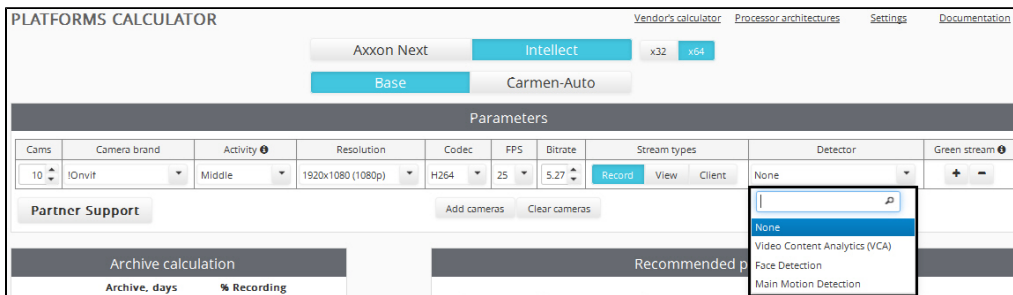 PLATFORMS CALCULATOR
Vendor's calculator Processor architectures Settings Documentation
Axxon Next Intellect x32 x64
Base Carmen-Auto
Parameters
Cams Camera brand Activity Resolution Codec FPS Bitrate Stream types Detector Green stream
10 !Onvif Middle 1920x1080 (1080p) H264 25 5.27 Record View Client None + -
Partner Support Add cameras Clear cameras
None
Video Content Analytics (VCA)
Face Detection
Main Motion Detection
Archive calculation Recommended p
Archive, days % Recording